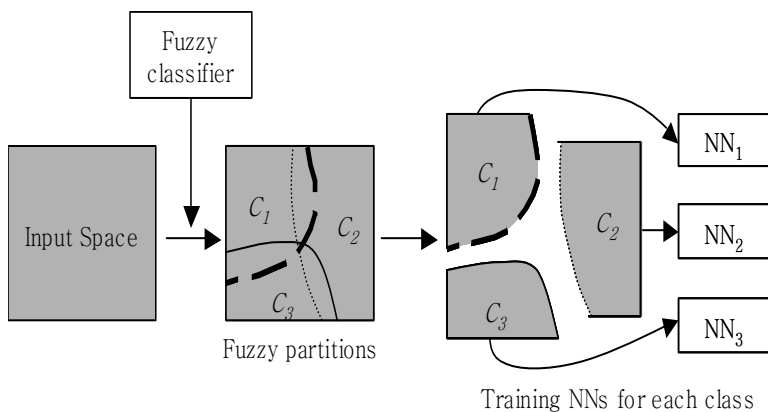 Fuzzy
classifier
Input Space
C1
C2
C3
Fuzzy partitions
C1
C2
C3
NN1
NN2
NN3
Training NNs for each class